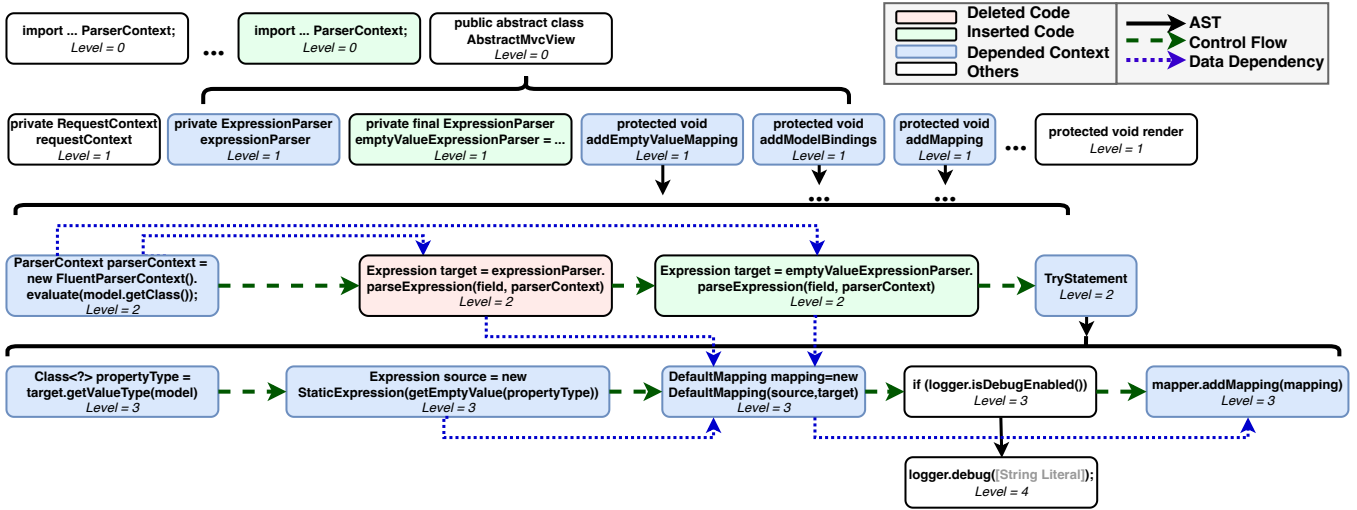 import ... ParserContext;
Level = 0
...
import ... ParserContext;
Level = 0
public abstract class
AbstractMvcView
Level = 0
Deleted Code
Inserted Code
Depended Context
Others
AST
Control Flow
Data Dependency
private RequestContext
requestContext
Level = 1
private ExpressionParser
expressionParser
Level = 1
private final ExpressionParser
emptyValueExpressionParser = ...
Level = 1
protected void
addEmptyValueMapping
Level = 1
protected void
addModelBindings
Level = 1
protected void
addMapping
Level = 1
...
protected void render
Level = 1
...
...
ParserContext parserContext =
new FluentParserContext().
evaluate(model.getClass());
Level = 2
Expression target = expressionParser.
parseExpression(field, parserContext)
Level = 2
Expression target = emptyValueExpressionParser.
parseExpression(field, parserContext)
Level = 2
TryStatement
Level = 2
Class<?> propertyType =
target.getValueType(model)
Level = 3
Expression source = new
StaticExpression(getEmptyValue(propertyType))
Level = 3
DefaultMapping mapping=new
DefaultMapping(source,target)
Level = 3
if (logger.isDebugEnabled())
Level = 3
mapper.addMapping(mapping)
Level = 3
logger.debug([String Literal]);
Level = 4